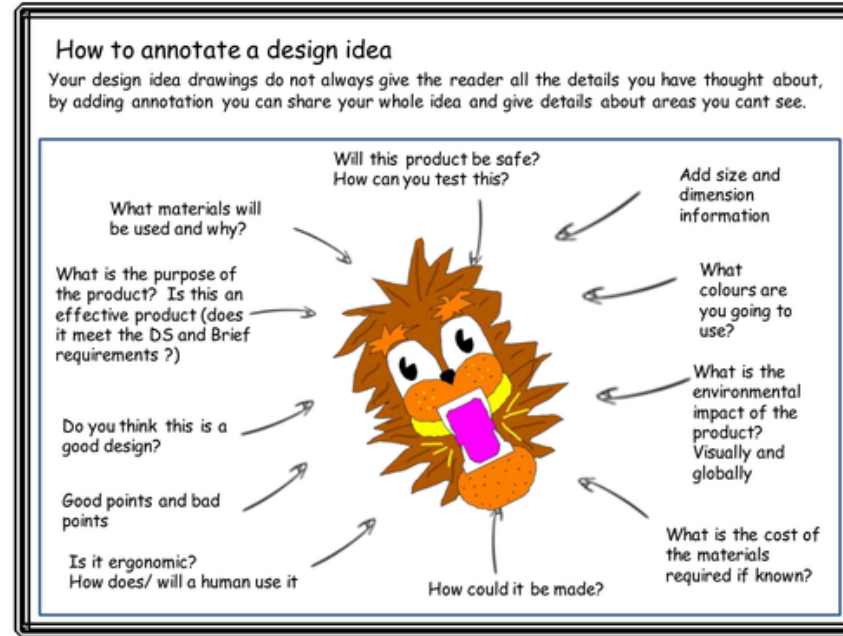 How to annotate a design idea
Your design idea drawings do not always give the reader all the details you have thought about,
by adding annotation you can share your whole idea and give details about areas you cant see.
Will this product be safe?
How can you test this?
Add size and
dimension
information
What materials will
be used and why?
What is the purpose of
the product? Is this an
effective product (does
it meet the DS and Brief
requirements ?)
What
colours are
you going to
use?
What is the
environmental
impact of the
product?
Visually and
globally
Do you think this is a
good design?
Good points and bad
points
What is the cost of
the materials
required if known?
Is it ergonomic?
How does/ will a human use it
How could it be made?